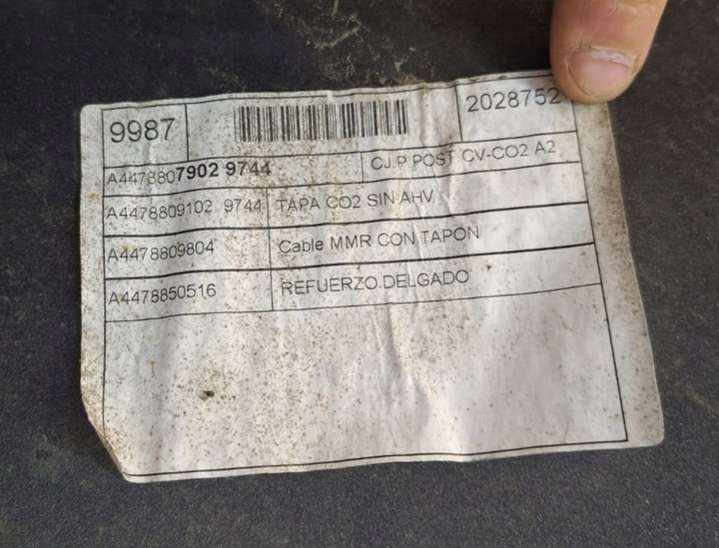 9987 2028752
A4478807902 9744 CJ P POST CV-CO2 A2
A4478809102 9744 TAPA CO2 SIN AHV
A4478809804 Cable MMR CON TAPON
A4478850516 REFUERZO DELGADO